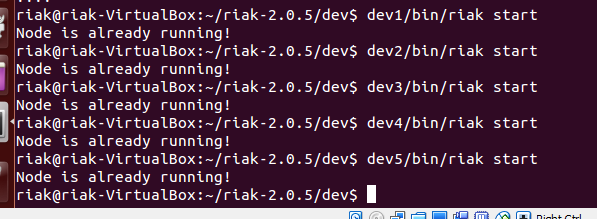 ....
riak@riak-VirtualBox:~/riak-2.0.5/dev$ dev1/bin/riak start
Node is already running!
riak@riak-VirtualBox:~/riak-2.0.5/dev$ dev2/bin/riak start
Node is already running!
riak@riak-VirtualBox:~/riak-2.0.5/dev$ dev3/bin/riak start
Node is already running!
riak@riak-VirtualBox:~/riak-2.0.5/dev$ dev4/bin/riak start
Node is already running!
riak@riak-VirtualBox:~/riak-2.0.5/dev$ dev5/bin/riak start
Node is already running!
riak@riak-VirtualBox:~/riak-2.0.5/dev$
Right Ctrl